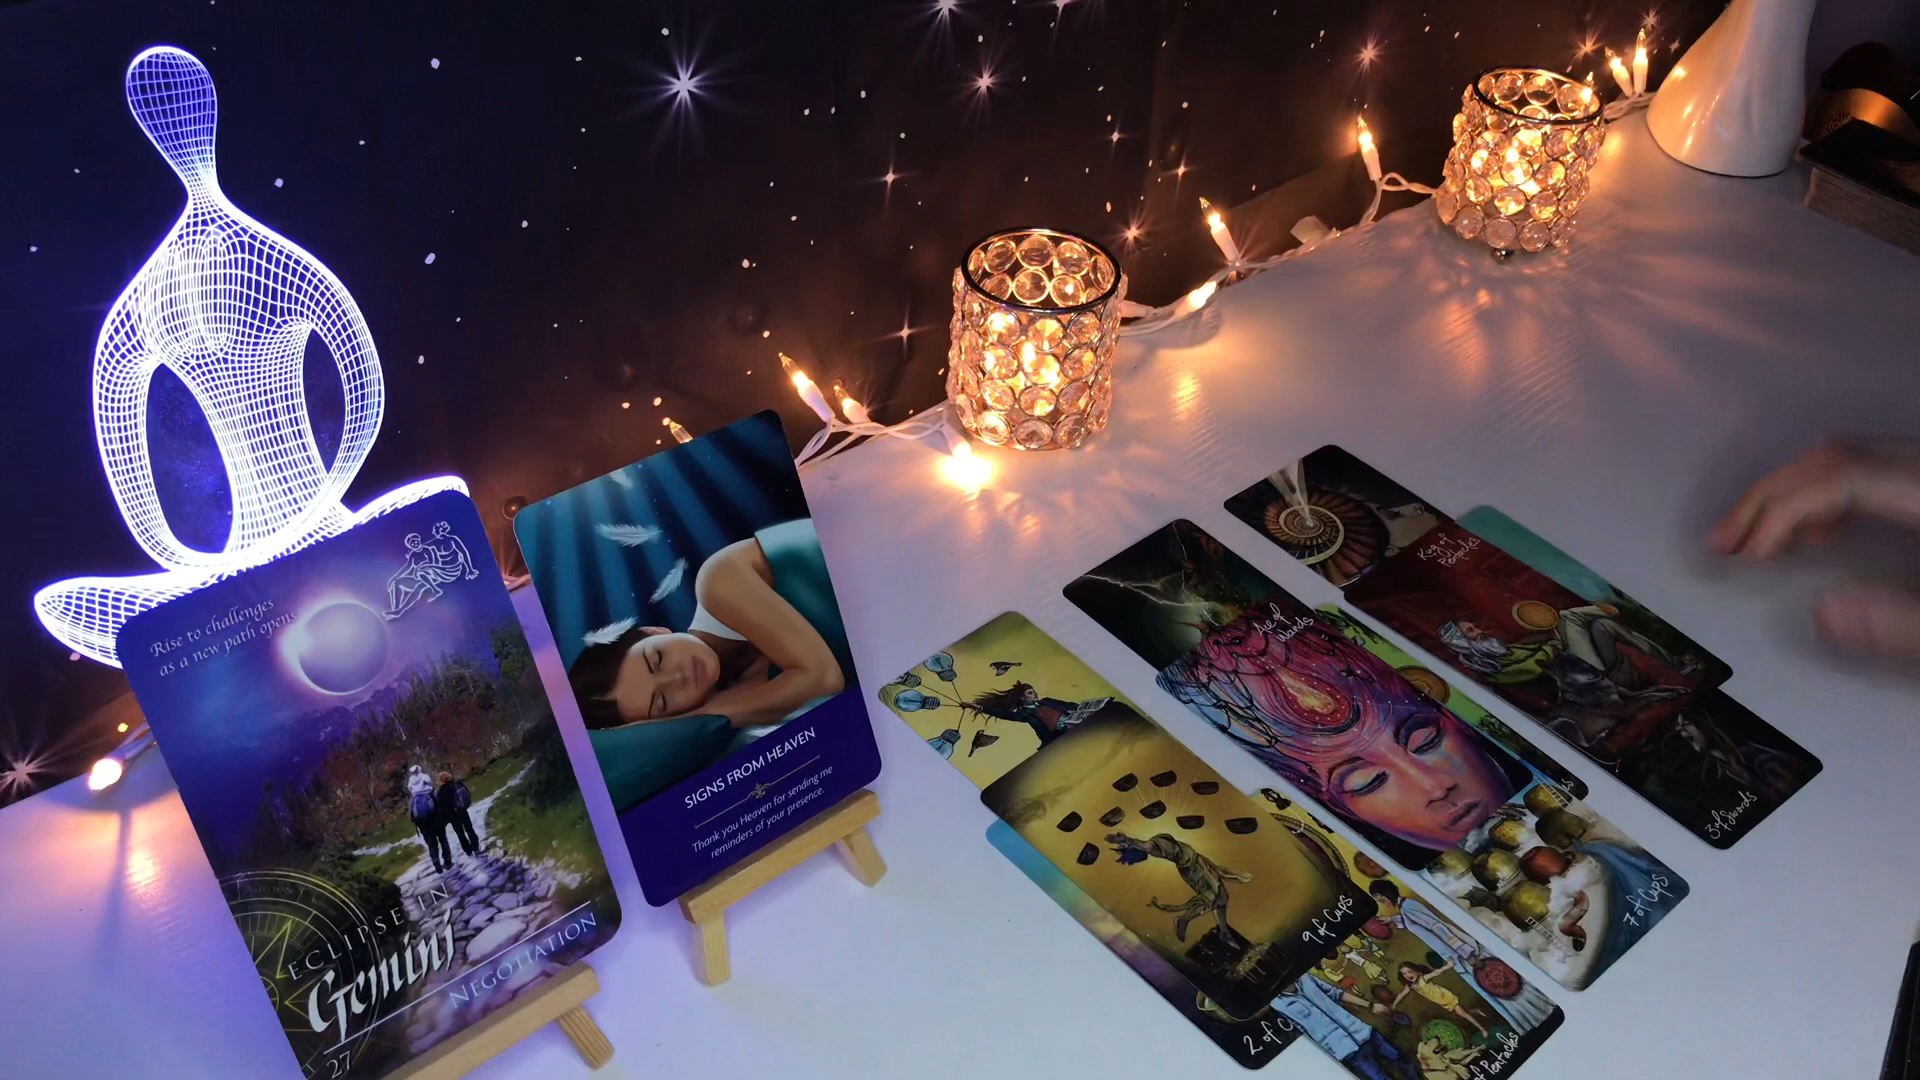 Rise to challenges
as a new path opens
ECLIPSE IN
Gemini
NEGOTIATION
27
SIGNS FROM HEAVEN
Thank you Heaven for sending me
reminders of your presence.
King of
Pentacles
Ace of
Wands
3 of Swords
7 of Cups
9 of Cups
2 of C
of Pentacles